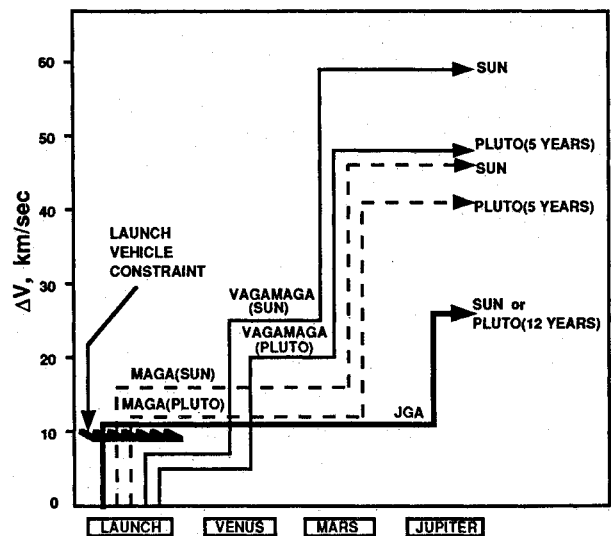 ΔV, km/sec
60
50
40
30
20
10
0
SUN
PLUTO(5 YEARS)
SUN
PLUTO(5 YEARS)
LAUNCH
VEHICLE
CONSTRAINT
VAGAMAGA
(SUN)
VAGAMAGA
(PLUTO)
SUN or
PLUTO(12 YEARS)
MAGA(SUN)
MAGA(PLUTO)
JGA
LAUNCH
VENUS
MARS
JUPITER